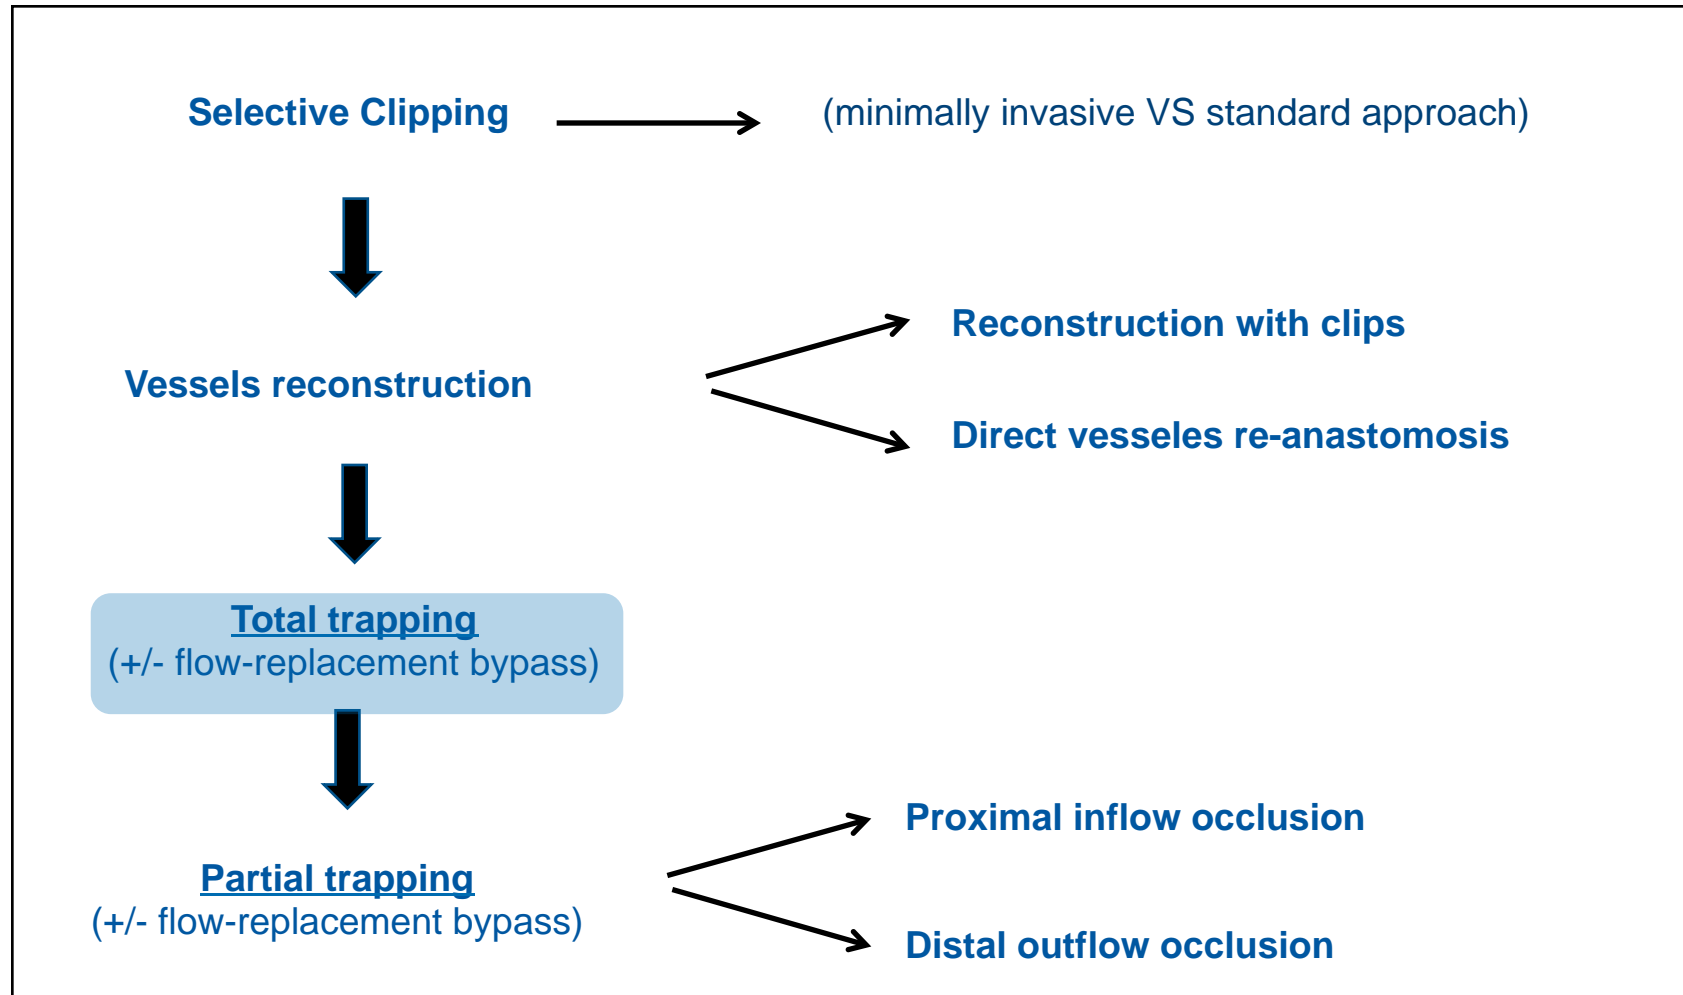 Selective Clipping
(minimally invasive VS standard approach)
Vessels reconstruction
Reconstruction with clips
Direct vesseles re-anastomosis
Total trapping
(+/- flow-replacement bypass)
Partial trapping
(+/- flow-replacement bypass)
Proximal inflow occlusion
Distal outflow occlusion